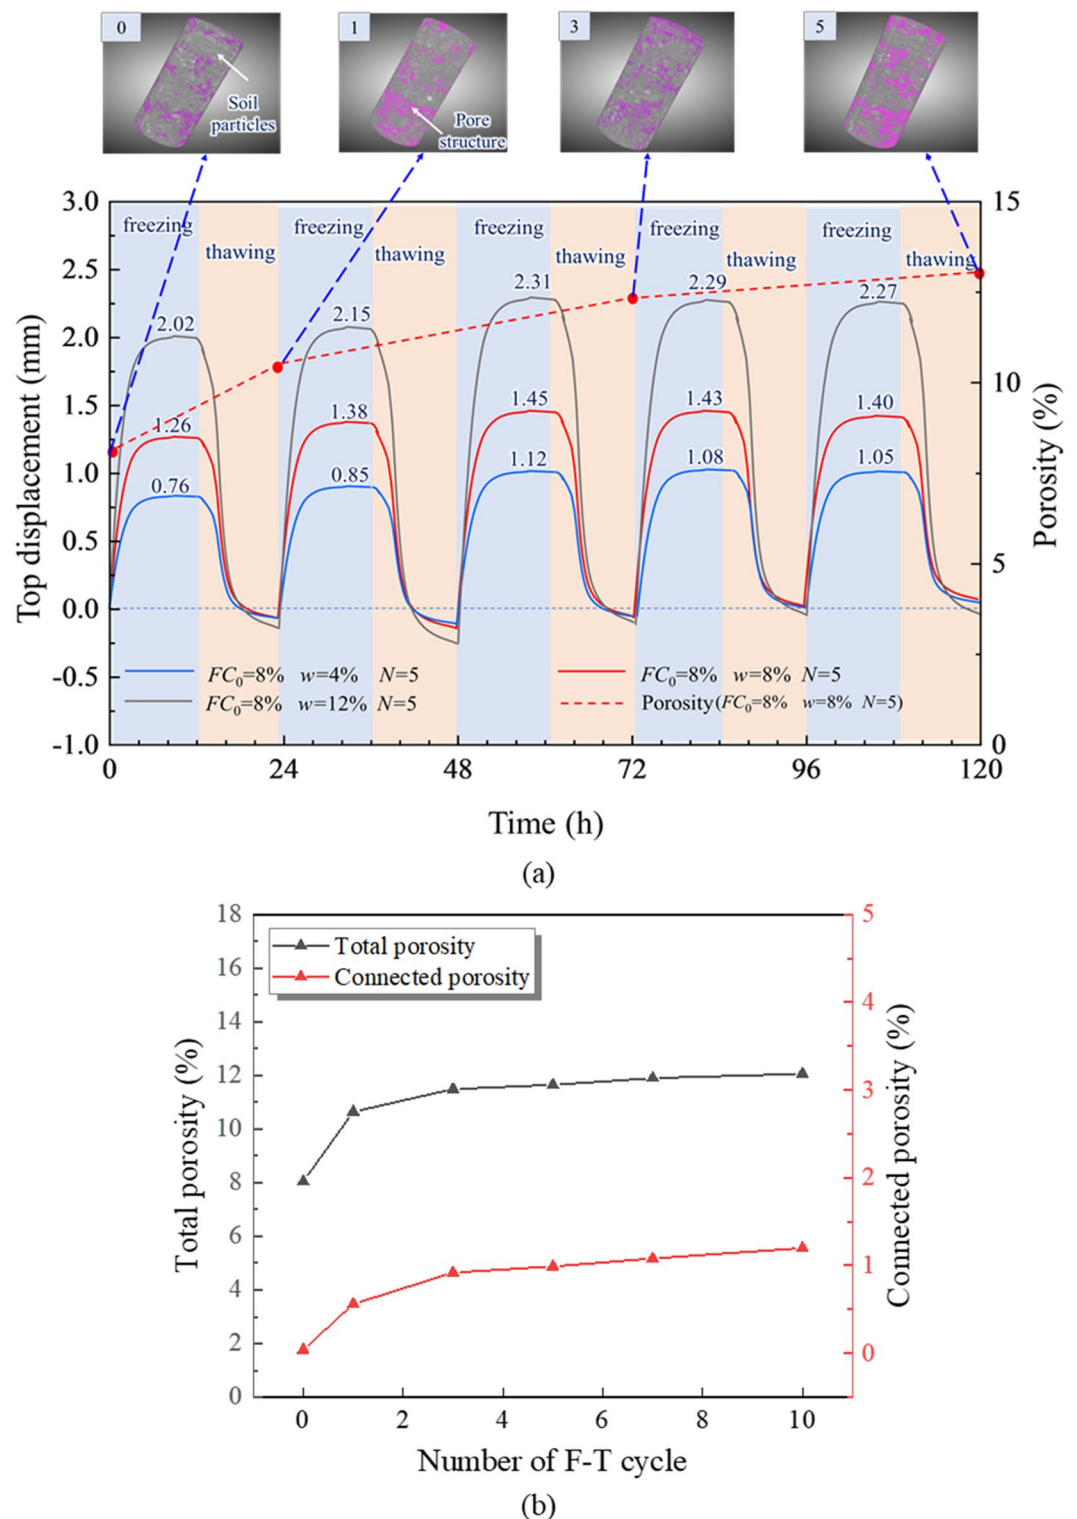 0
1
3
5
Soil
particles
Pore
structure
3.0
2.5
2.0
1.5
1.0
0.5
0.0
-0.5
-1.0
Top displacement (mm)
15
10
5
0
Porosity (%)
freezing
thawing
freezing
thawing
freezing
thawing
freezing
thawing
freezing
thawing
2.02
2.15
2.31
2.29
2.27
1.26
1.38
1.45
1.43
1.40
0.76
0.85
1.12
1.08
1.05
FC₀=8% w=4% N=5
FC₀=8% w=8% N=5
FC₀=8% w=12% N=5
Porosity(FC₀=8% w=8% N=5)
0 24 48 72 96 120
Time (h)
(a)
18
16
14
12
10
8
6
4
2
0
Total porosity (%)
Total porosity
Connected porosity
5
4
3
2
1
0
Connected porosity (%)
0 2 4 6 8 10
Number of F-T cycle
(b)